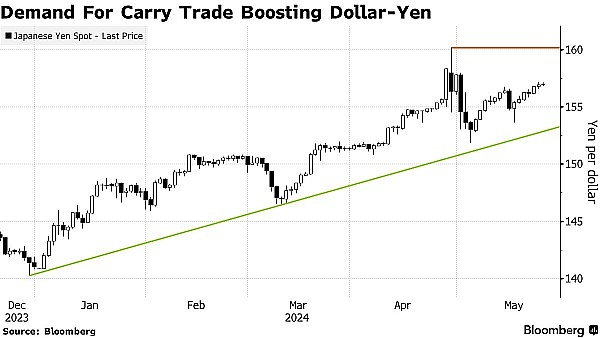 Demand For Carry Trade Boosting Dollar-Yen
Japanese Yen Spot - Last Price
160
155
150
145
140
Yen per dollar
Dec Jan Feb Mar Apr May
2023 2024
Source: Bloomberg
Bloomberg